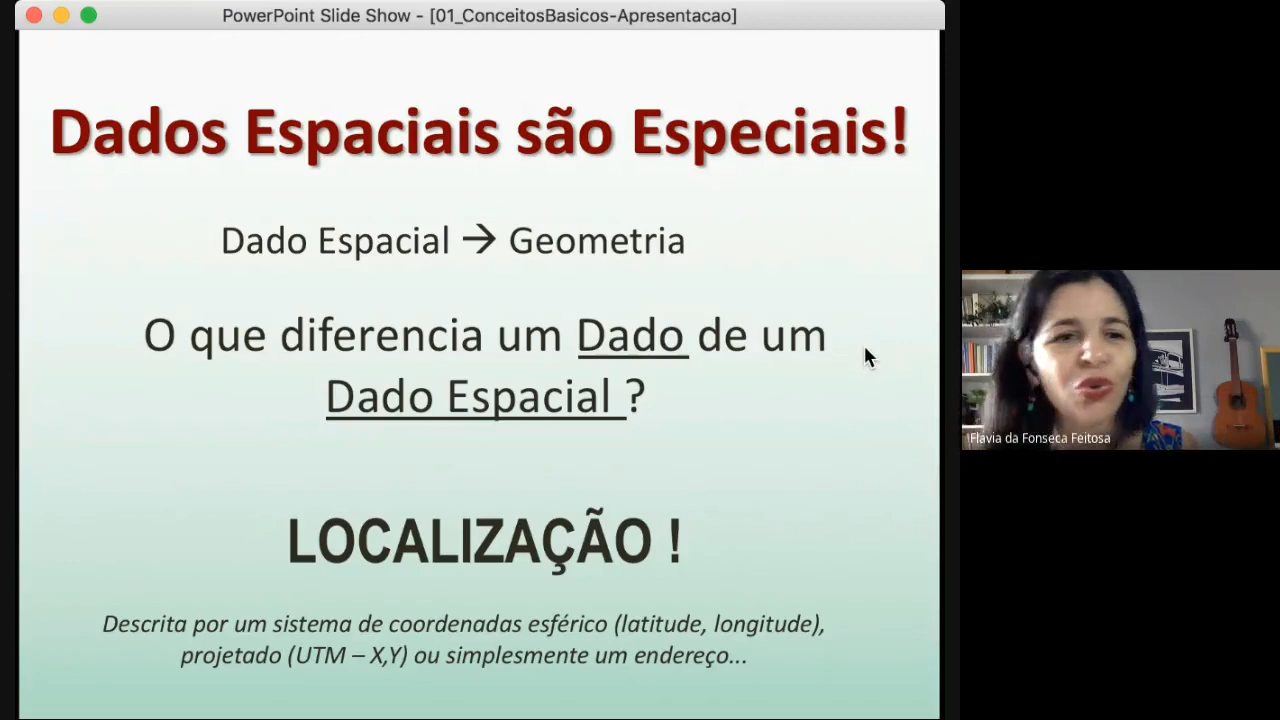 PowerPoint Slide Show - [01_ConceitosBasicos-Apresentacao]
Dados Espaciais são Especiais!
Dado Espacial → Geometria
O que diferencia um Dado de um
Dado Espacial ?
LOCALIZAÇÃO !
Descrita por um sistema de coordenadas esférico (latitude, longitude),
projetado (UTM – X,Y) ou simplesmente um endereço...
Flavia da Fonseca Feitosa